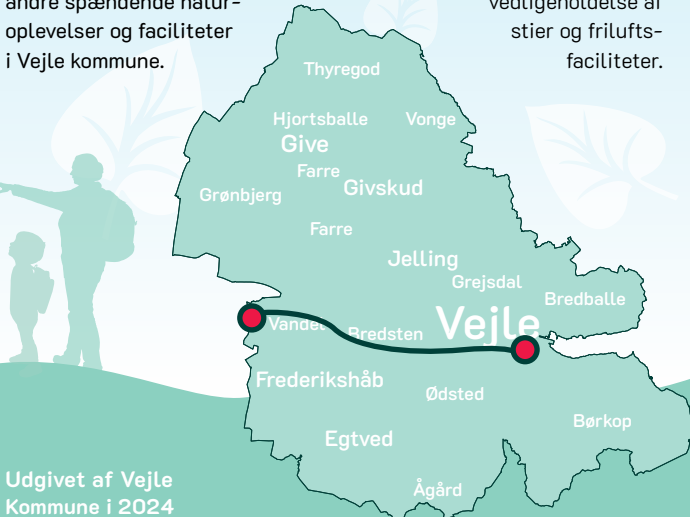 andre spændende natur-
oplevelser og faciliteter
i Vejle kommune.
vedligeholdelse af
stier og frilufts-
faciliteter.
Thyregod
Hjortsballe
Vonge
Give
Farre
Givskud
Grønbjerg
Farre
Jelling
Grejsdal
Bredballe
Vejle
Vandel
Bredsten
Frederikshåb
Ødsted
Børkop
Egtved
Ågård
Udgivet af Vejle
Kommune i 2024